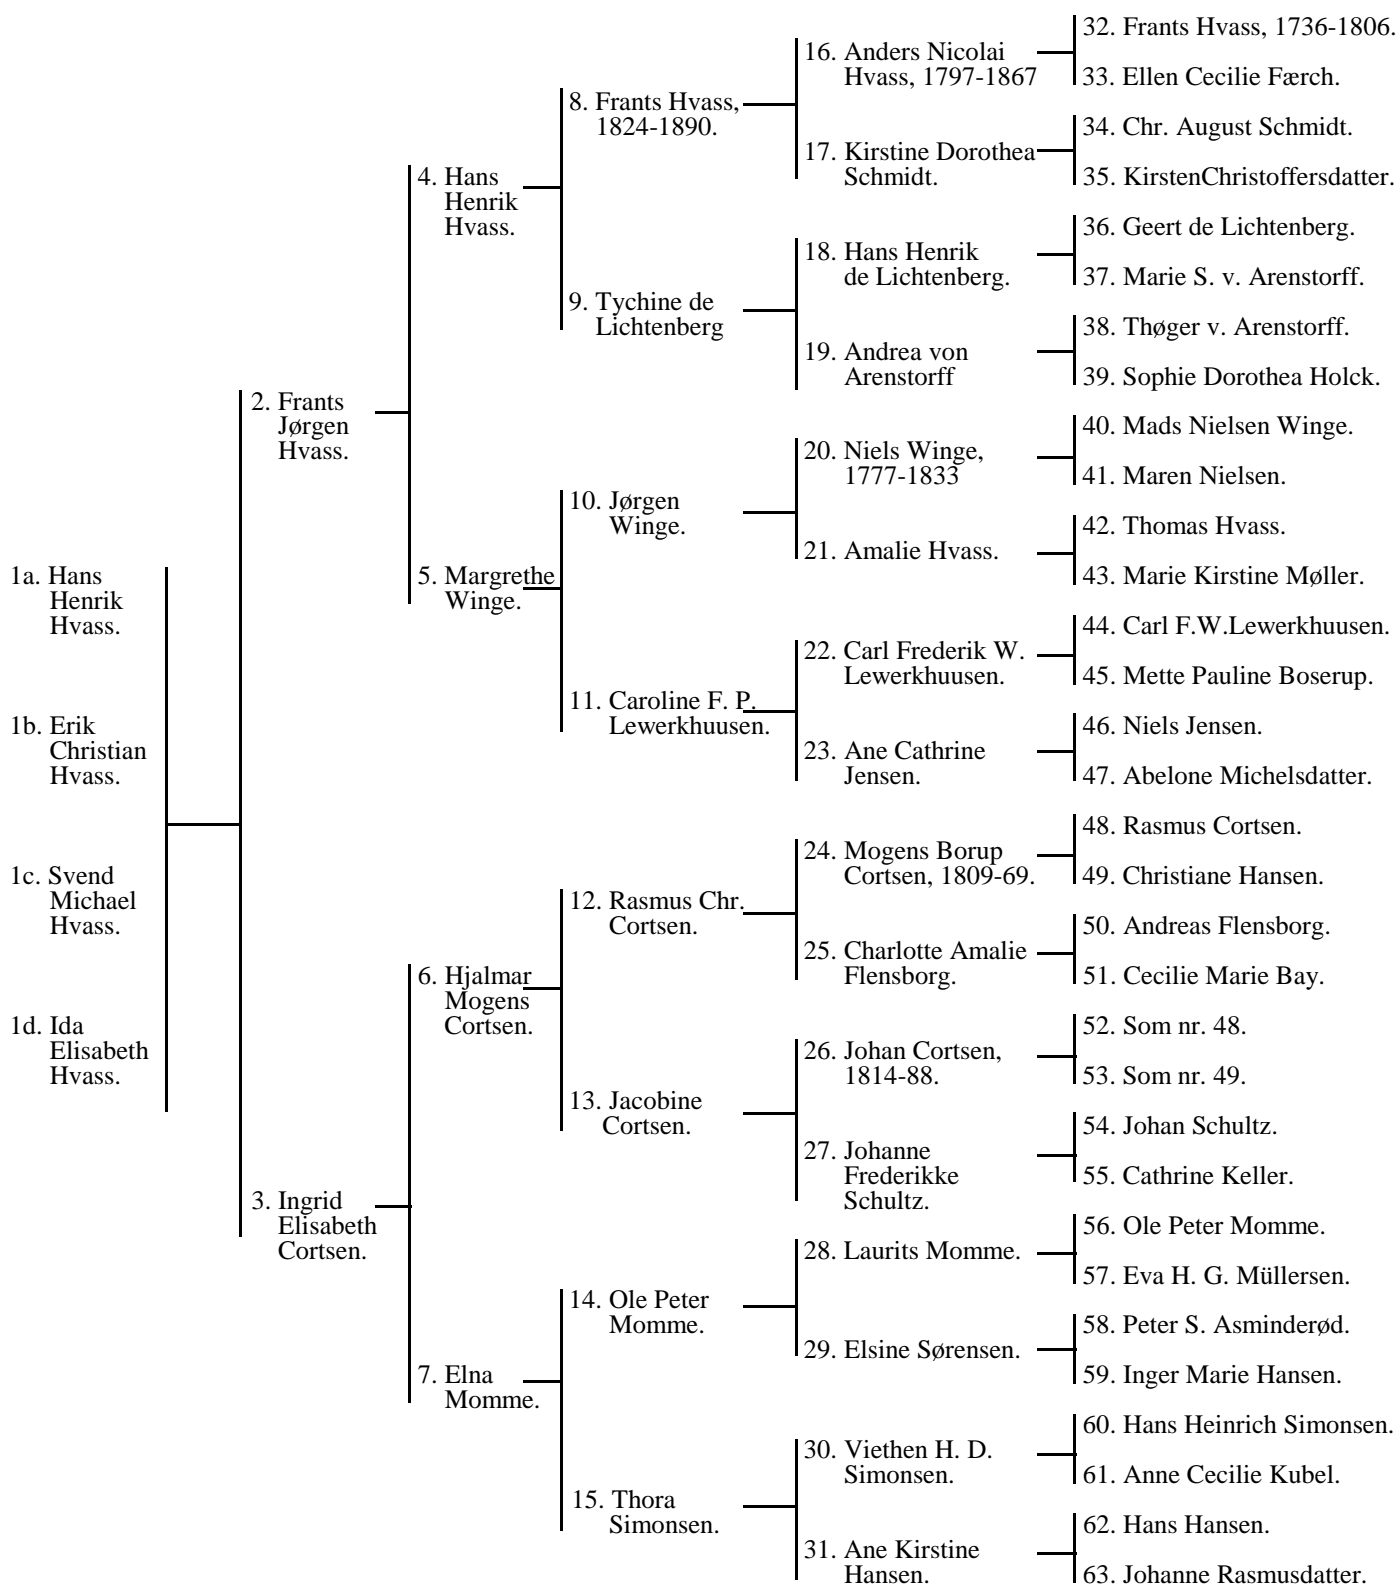 1a. Hans
Henrik
Hvass.
1b. Erik
Christian
Hvass.
1c. Svend
Michael
Hvass.
1d. Ida
Elisabeth
Hvass.
2. Frants
Jørgen
Hvass.
3. Ingrid
Elisabeth
Cortsen.
4. Hans
Henrik
Hvass.
5. Margrethe
Winge.
6. Hjalmar
Mogens
Cortsen.
7. Elna
Momme.
8. Frants Hvass,
1824-1890.
9. Tychine de
Lichtenberg
10. Jørgen
Winge.
11. Caroline F. P.
Lewerkhuusen.
12. Rasmus Chr.
Cortsen.
13. Jacobine
Cortsen.
14. Ole Peter
Momme.
15. Thora
Simonsen.
16. Anders Nicolai
Hvass, 1797-1867
17. Kirstine Dorothea
Schmidt.
18. Hans Henrik
de Lichtenberg.
19. Andrea von
Arenstorff
20. Niels Winge,
1777-1833
21. Amalie Hvass.
22. Carl Frederik W.
Lewerkhuusen.
23. Ane Cathrine
Jensen.
24. Mogens Borup
Cortsen, 1809-69.
25. Charlotte Amalie
Flensborg.
26. Johan Cortsen,
1814-88.
27. Johanne
Frederikke
Schultz.
28. Laurits Momme.
29. Elsine Sørensen.
30. Viethen H. D.
Simonsen.
31. Ane Kirstine
Hansen.
32. Frants Hvass, 1736-1806.
33. Ellen Cecilie Færch.
34. Chr. August Schmidt.
35. KirstenChristoffersdatter.
36. Geert de Lichtenberg.
37. Marie S. v. Arenstorff.
38. Thøger v. Arenstorff.
39. Sophie Dorothea Holck.
40. Mads Nielsen Winge.
41. Maren Nielsen.
42. Thomas Hvass.
43. Marie Kirstine Møller.
44. Carl F.W.Lewerkhuusen.
45. Mette Pauline Boserup.
46. Niels Jensen.
47. Abelone Michelsdatter.
48. Rasmus Cortsen.
49. Christiane Hansen.
50. Andreas Flensborg.
51. Cecilie Marie Bay.
52. Som nr. 48.
53. Som nr. 49.
54. Johan Schultz.
55. Cathrine Keller.
56. Ole Peter Momme.
57. Eva H. G. Müllersen.
58. Peter S. Asminderød.
59. Inger Marie Hansen.
60. Hans Heinrich Simonsen.
61. Anne Cecilie Kubel.
62. Hans Hansen.
63. Johanne Rasmusdatter.